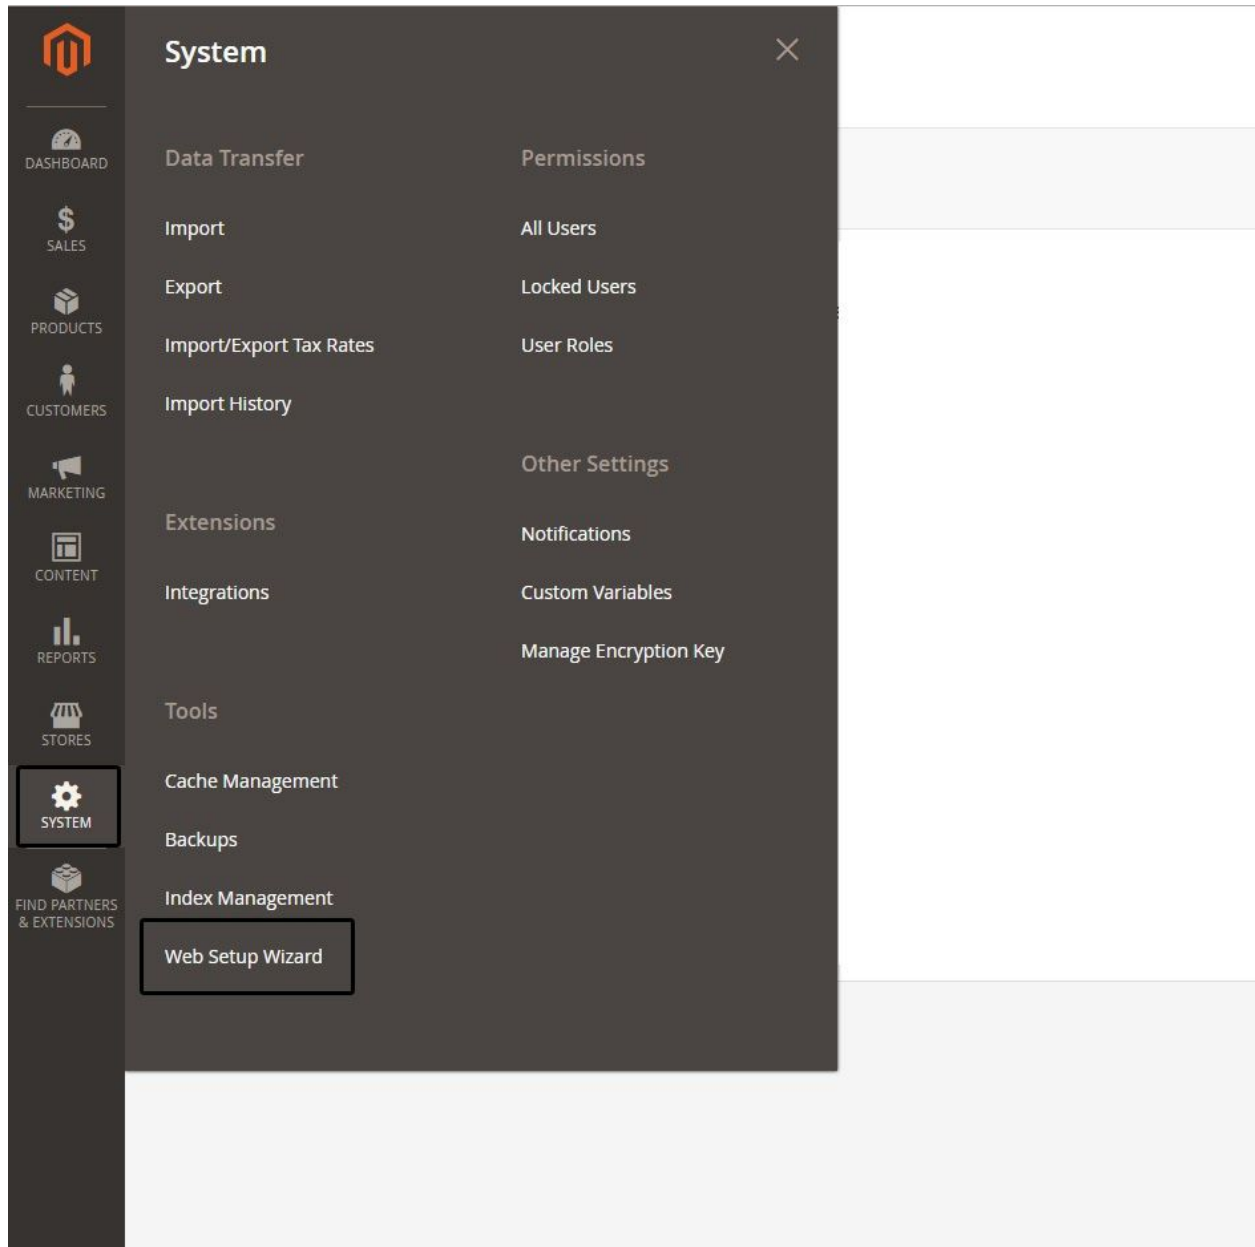 DASHBOARD
SALES
PRODUCTS
CUSTOMERS
MARKETING
CONTENT
REPORTS
STORES
SYSTEM
FIND PARTNERS
& EXTENSIONS
System
Data Transfer
Import
Export
Import/Export Tax Rates
Import History
Extensions
Integrations
Tools
Cache Management
Backups
Index Management
Web Setup Wizard
Permissions
All Users
Locked Users
User Roles
Other Settings
Notifications
Custom Variables
Manage Encryption Key